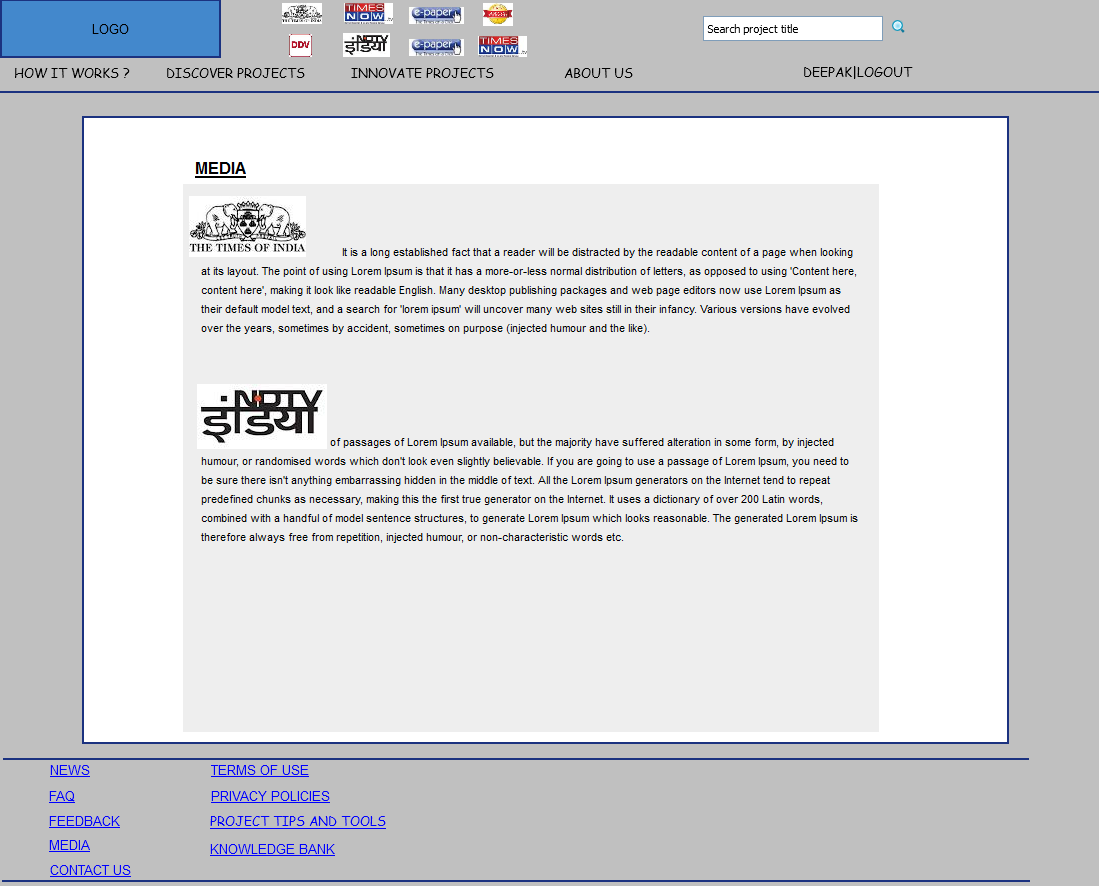 LOGO
TIMES NOW .tv
e-paper
Search project title
DDV
NDTV
इंडिया
e-paper
TIMES NOW .tv
HOW IT WORKS ?
DISCOVER PROJECTS
INNOVATE PROJECTS
ABOUT US
DEEPAK|LOGOUT
MEDIA
THE TIMES OF INDIA
It is a long established fact that a reader will be distracted by the readable content of a page when looking
at its layout. The point of using Lorem Ipsum is that it has a more-or-less normal distribution of letters, as opposed to using 'Content here,
content here', making it look like readable English. Many desktop publishing packages and web page editors now use Lorem Ipsum as
their default model text, and a search for 'lorem ipsum' will uncover many web sites still in their infancy. Various versions have evolved
over the years, sometimes by accident, sometimes on purpose (injected humour and the like).
NDTV
इंडिया
of passages of Lorem Ipsum available, but the majority have suffered alteration in some form, by injected
humour, or randomised words which don't look even slightly believable. If you are going to use a passage of Lorem Ipsum, you need to
be sure there isn't anything embarrassing hidden in the middle of text. All the Lorem Ipsum generators on the Internet tend to repeat
predefined chunks as necessary, making this the first true generator on the Internet. It uses a dictionary of over 200 Latin words,
combined with a handful of model sentence structures, to generate Lorem Ipsum which looks reasonable. The generated Lorem Ipsum is
therefore always free from repetition, injected humour, or non-characteristic words etc.
NEWS
FAQ
FEEDBACK
MEDIA
CONTACT US
TERMS OF USE
PRIVACY POLICIES
PROJECT TIPS AND TOOLS
KNOWLEDGE BANK